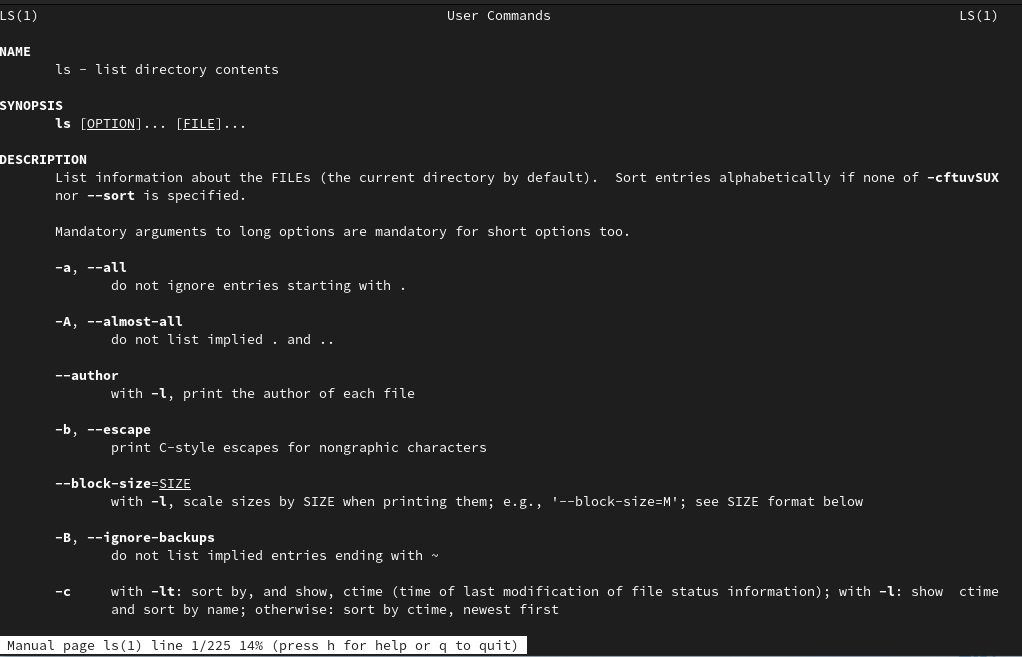 LS(1) User Commands LS(1)
NAME
ls - list directory contents
SYNOPSIS
ls [OPTION]... [FILE]...
DESCRIPTION
List information about the FILEs (the current directory by default).  Sort entries alphabetically if none of -cftuvSUX
nor --sort is specified.
Mandatory arguments to long options are mandatory for short options too.
-a, --all
do not ignore entries starting with .
-A, --almost-all
do not list implied . and ..
--author
with -l, print the author of each file
-b, --escape
print C-style escapes for nongraphic characters
--block-size=SIZE
with -l, scale sizes by SIZE when printing them; e.g., '--block-size=M'; see SIZE format below
-B, --ignore-backups
do not list implied entries ending with ~
-c with -lt: sort by, and show, ctime (time of last modification of file status information); with -l: show  ctime
and sort by name; otherwise: sort by ctime, newest first
Manual page ls(1) line 1/225 14% (press h for help or q to quit)